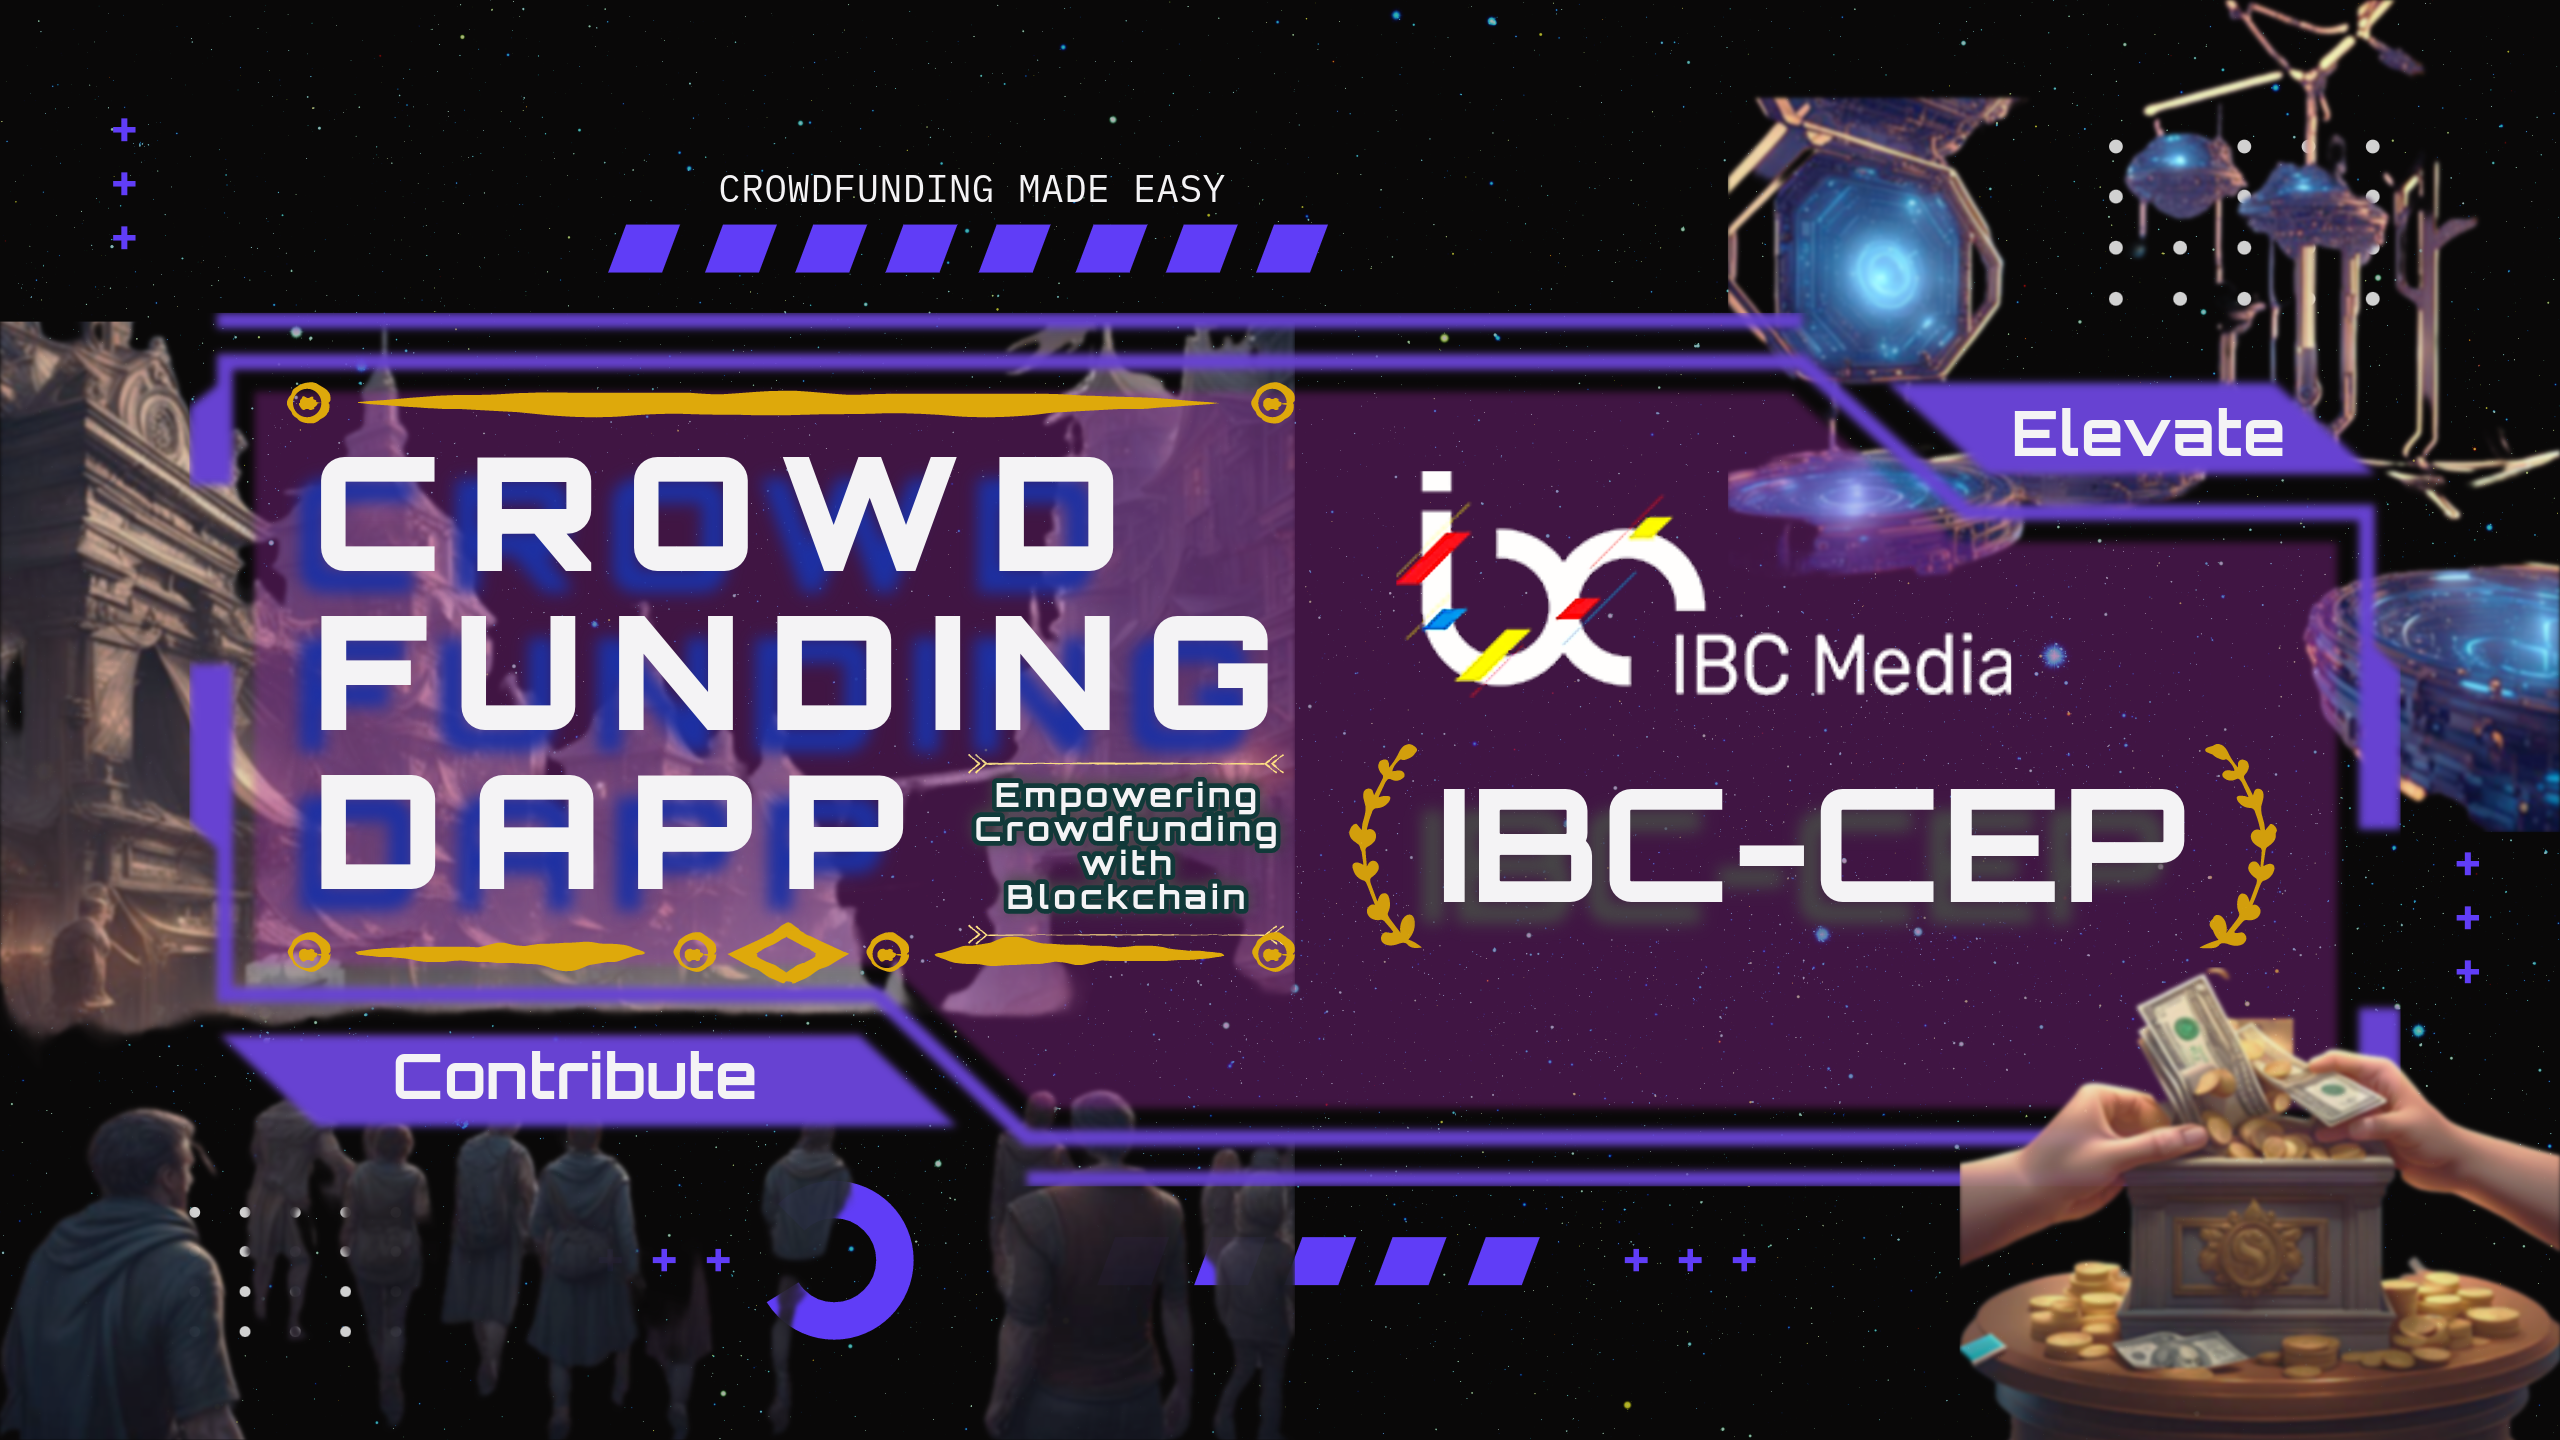 CROWDFUNDING MADE EASY
Elevate
CROWD
FUNDING
DAPP
Empowering
Crowdfunding
with
Blockchain
IBC Media
IBC-CEP
Contribute